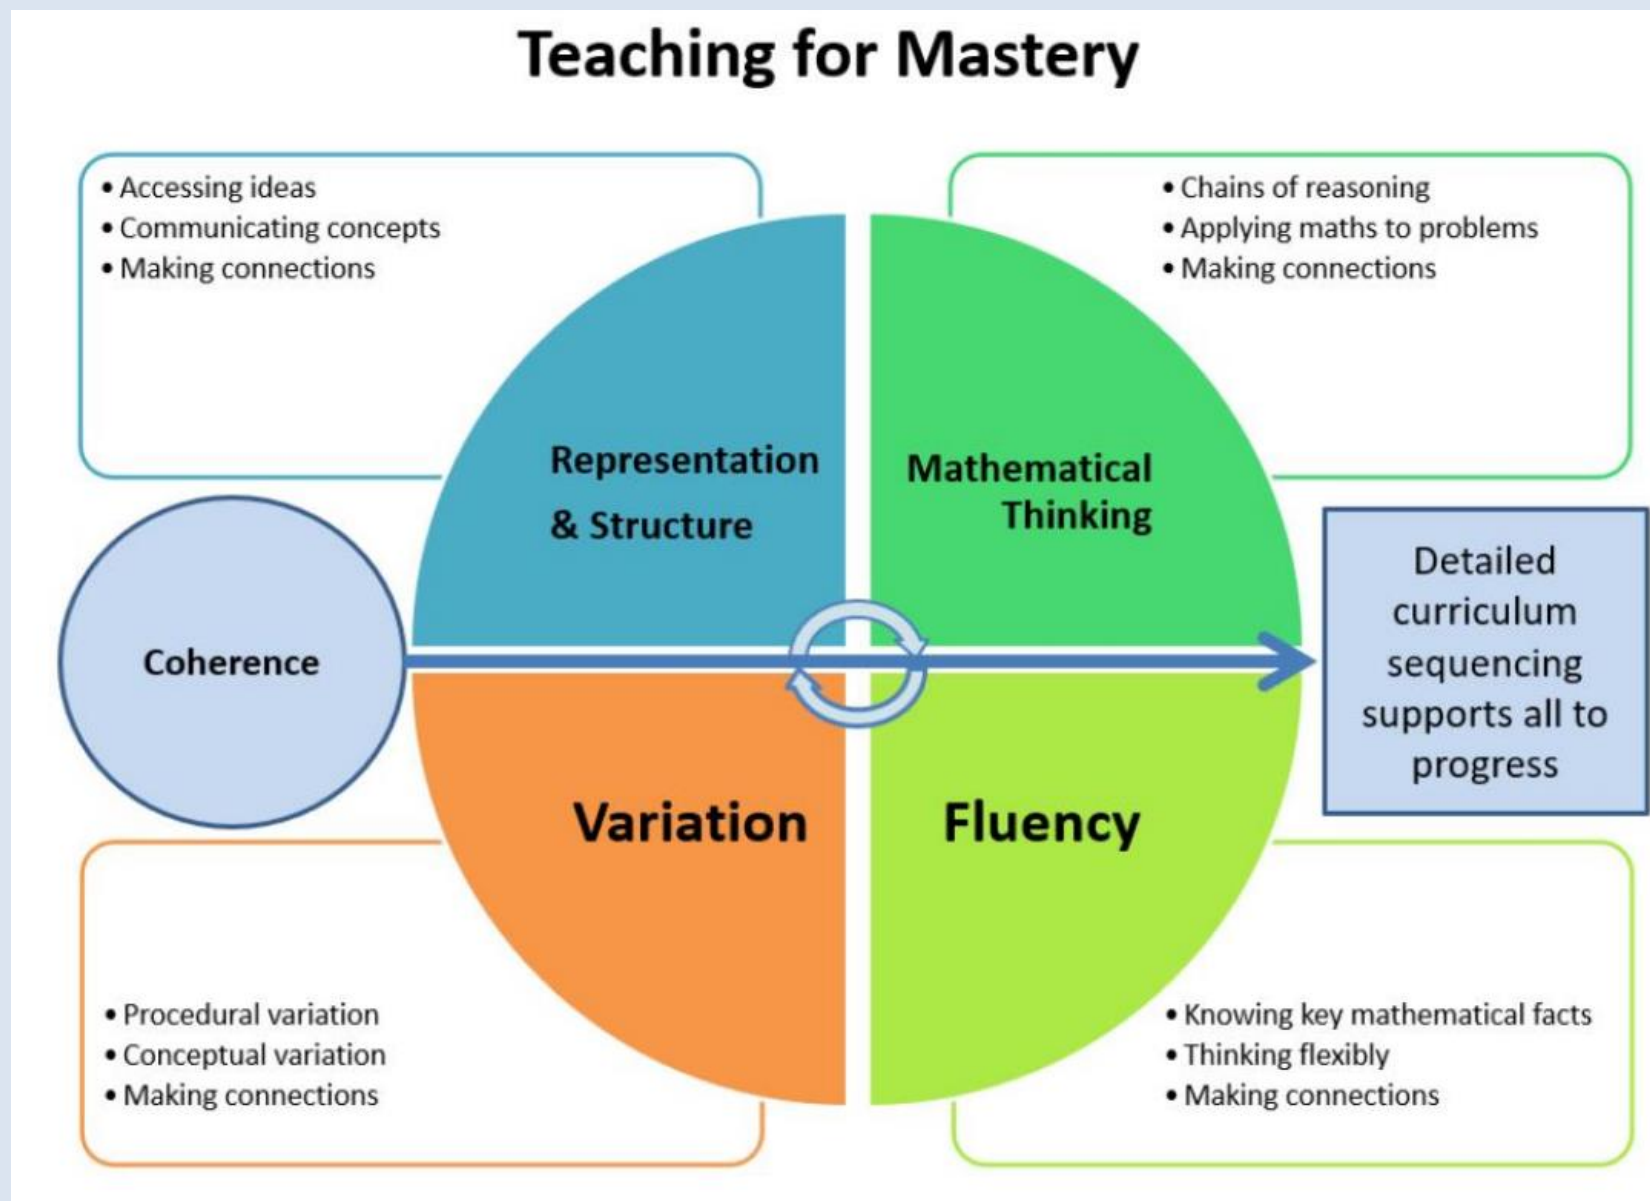 Teaching for Mastery
• Accessing ideas
• Communicating concepts
• Making connections
• Chains of reasoning
• Applying maths to problems
• Making connections
Representation
& Structure
Mathematical
Thinking
Coherence
Detailed
curriculum
sequencing
supports all to
progress
Variation
Fluency
• Procedural variation
• Conceptual variation
• Making connections
• Knowing key mathematical facts
• Thinking flexibly
• Making connections